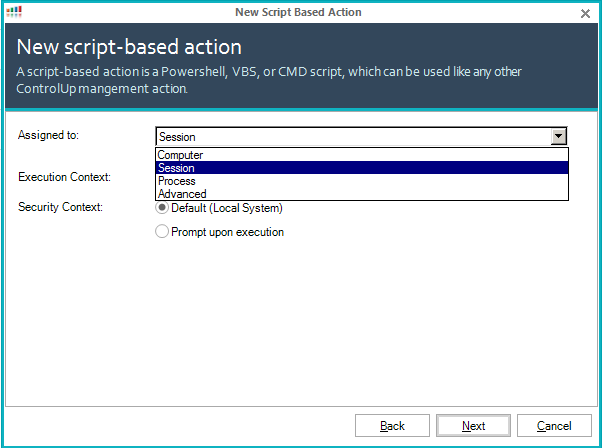 New Script Based Action
New script-based action
A script-based action is a Powershell, VBS, or CMD script, which can be used like any other
ControlUp mangement action.
Assigned to:
Session
Computer
Session
Process
Advanced
Execution Context:
Security Context:
Default (Local System)
Prompt upon execution
Back
Next
Cancel